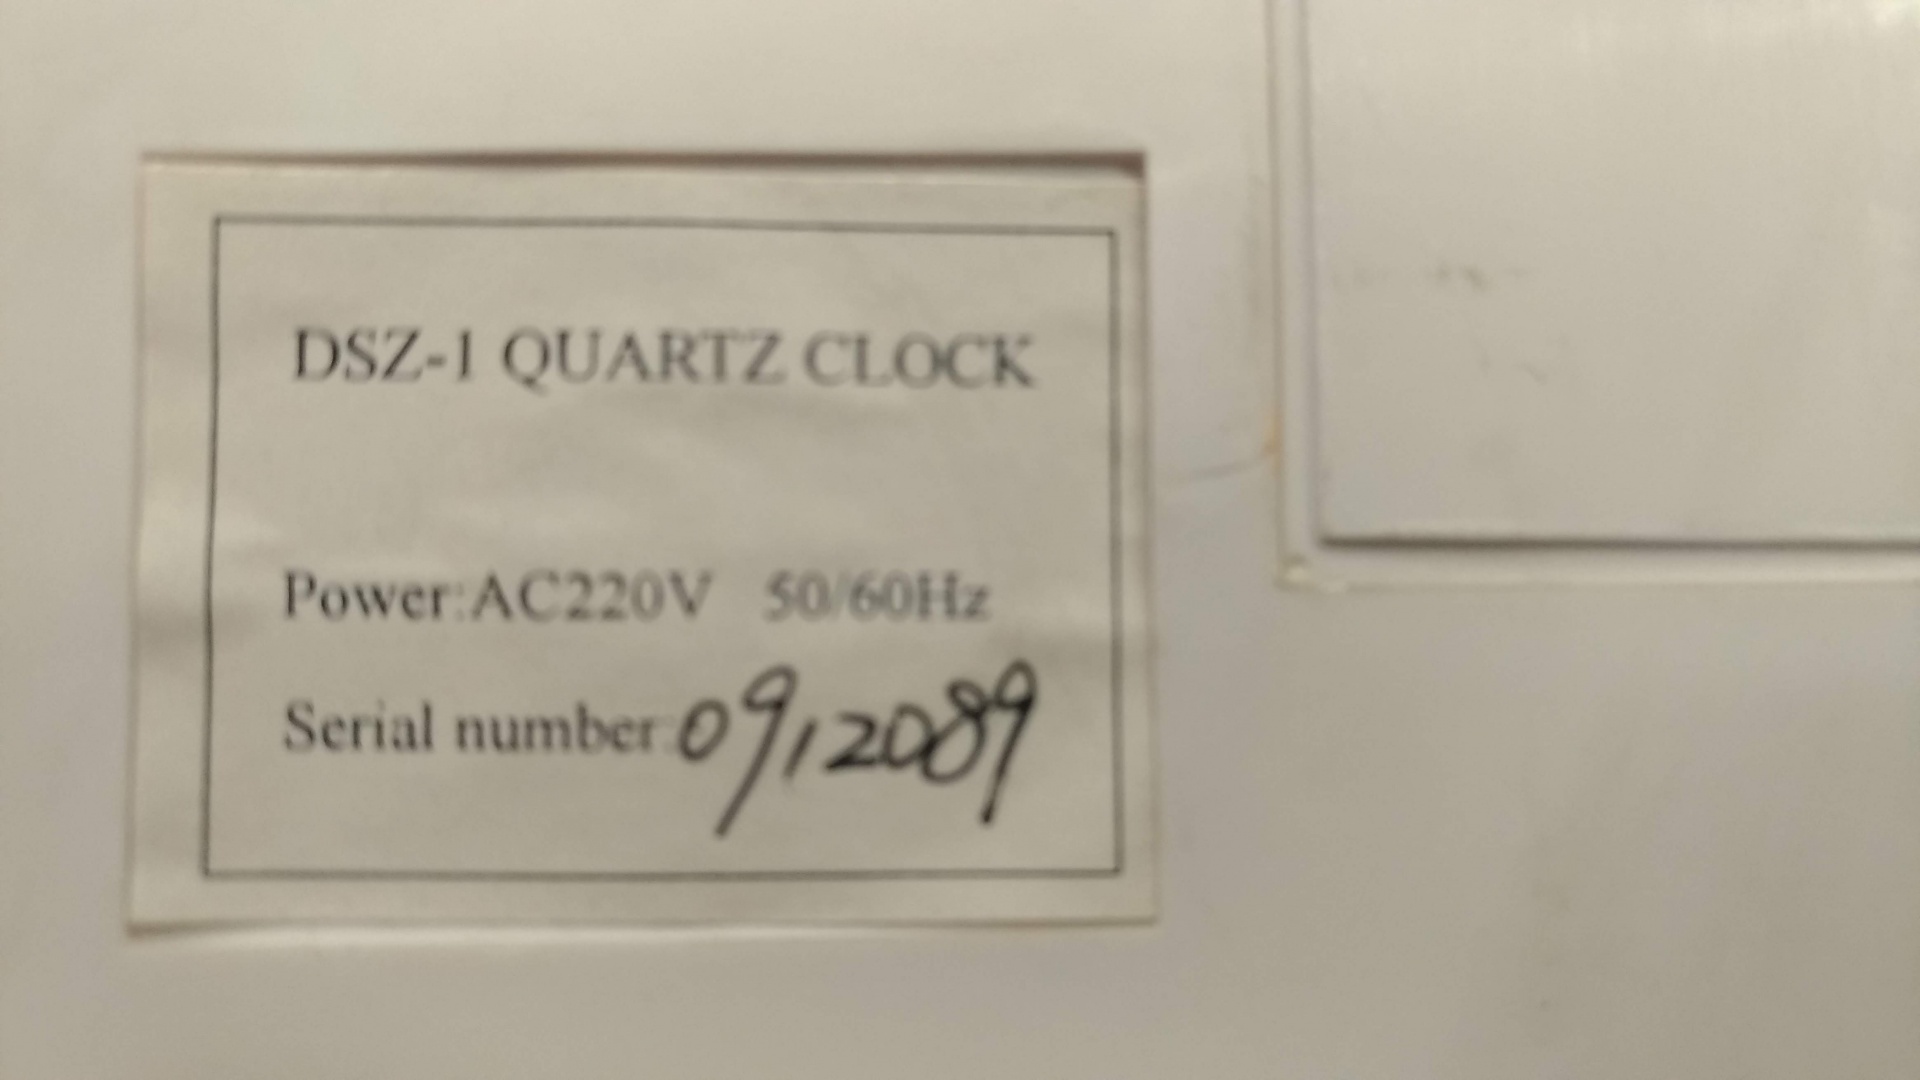 DSZ-1 QUARTZ CLOCK
Power:AC220V 50/60Hz
Serial number:0912089